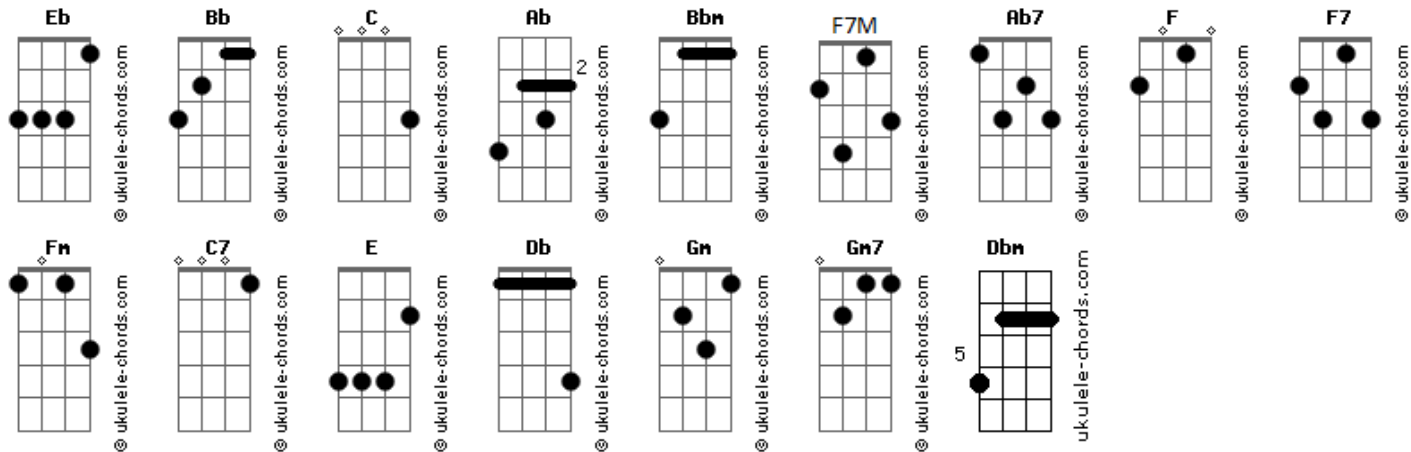 Eb Bb C Ab Bbm F7M Ab7 F F7
2
© ukulele-chords.com © ukulele-chords.com © ukulele-chords.com © ukulele-chords.com © ukulele-chords.com © ukulele-chords.com © ukulele-chords.com © ukulele-chords.com © ukulele-chords.com
Fm C7 E Db Gm Gm7 Dbm
5
© ukulele-chords.com © ukulele-chords.com © ukulele-chords.com © ukulele-chords.com © ukulele-chords.com © ukulele-chords.com ukulele-chords.com